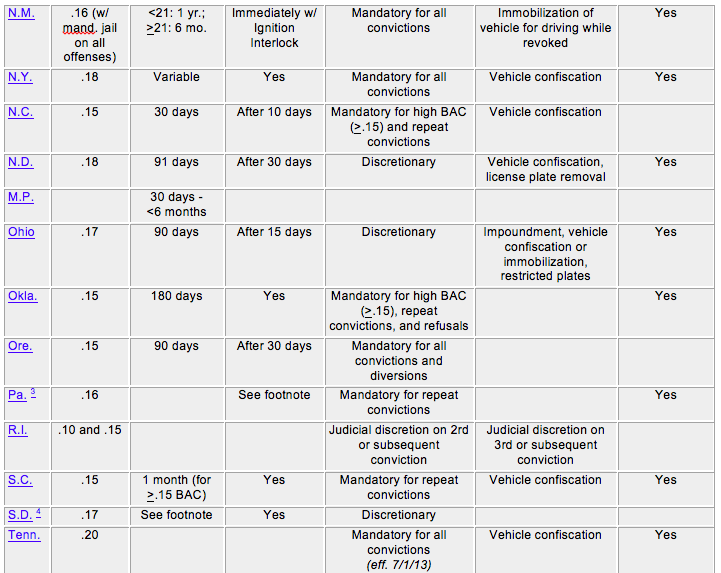 N.M. .16 (w/ <21: 1 yr.; Immediately w/ Mandatory for all Immobilization of Yes
mand. jail >21: 6 mo. Ignition convictions vehicle for driving while
on all Interlock revoked
offenses)
N.Y. .18 Variable Yes Mandatory for all Vehicle confiscation Yes
convictions
N.C. .15 30 days After 10 days Mandatory for high BAC Vehicle confiscation
(≥.15) and repeat
convictions
N.D. .18 91 days After 30 days Discretionary Vehicle confiscation, Yes
license plate removal
M.P. 30 days -
<6 months
Ohio .17 90 days After 15 days Discretionary Impoundment, vehicle Yes
confiscation or
immobilization,
restricted plates
Okla. .15 180 days Yes Mandatory for high BAC Yes
(≥.15), repeat
convictions, and refusals
Ore. .15 90 days After 30 days Mandatory for all
convictions and
diversions
Pa. 3 .16 See footnote Mandatory for repeat Yes
convictions
R.I. .10 and .15 Judicial discretion on 2rd Judicial discretion on
or subsequent 3rd or subsequent
conviction conviction
S.C. .15 1 month (for Yes Mandatory for repeat Vehicle confiscation Yes
≥.15 BAC) convictions
S.D. 4 .17 See footnote Yes Discretionary
Tenn. .20 Mandatory for all Vehicle confiscation Yes
convictions
(eff. 7/1/13)